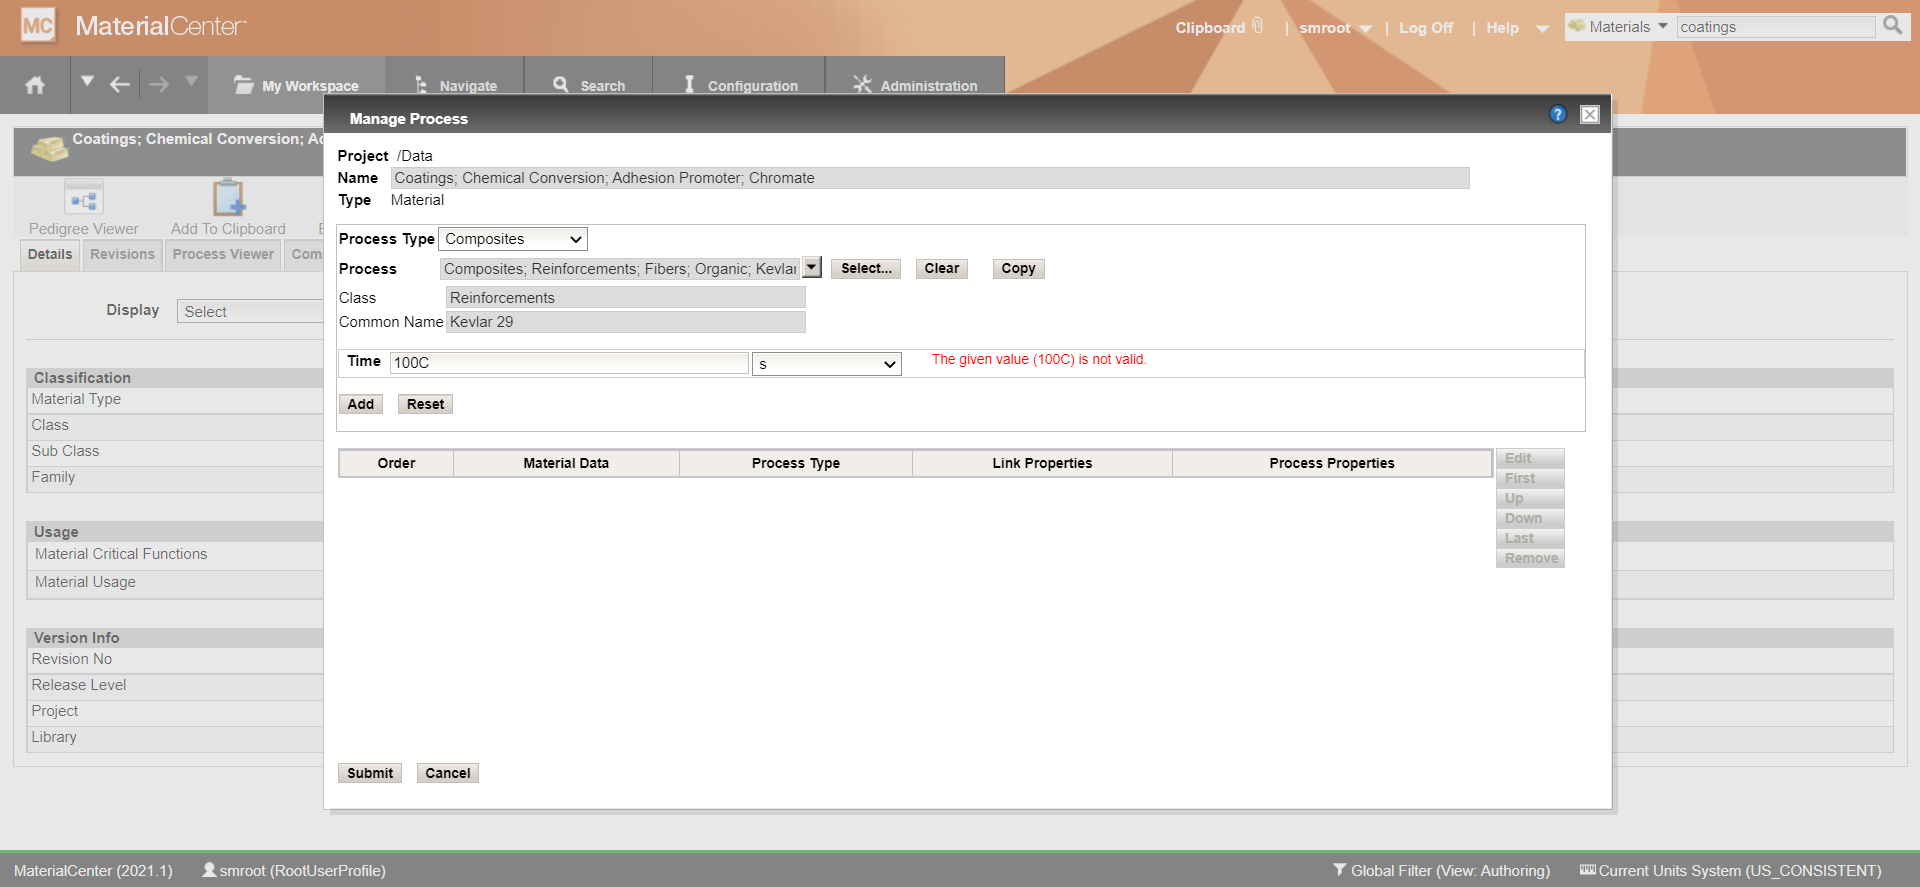 MC MaterialCenter
Clipboard | smroot | Log Off | Help Materials coatings
My Workspace Navigate Search Configuration Administration
Coatings; Chemical Conversion;
Pedigree Viewer Add To Clipboard
Details Revisions Process Viewer
Display Select
Classification
Material Type
Class
Sub Class
Family
Usage
Material Critical Functions
Material Usage
Version Info
Revision No
Release Level
Project
Library
Manage Process ?
Project /Data
Name Coatings; Chemical Conversion; Adhesion Promoter; Chromate
Type Material
Process Type Composites
Process Composites; Reinforcements; Fibers; Organic; Kevlar Select... Clear Copy
Class Reinforcements
Common Name Kevlar 29
Time 100C s The given value (100C) is not valid.
Add Reset
Order Material Data Process Type Link Properties Process Properties
Edit
First
Up
Down
Last
Remove
Submit Cancel
MaterialCenter (2021.1) smroot (RootUserProfile) Global Filter (View: Authoring) Current Units System (US_CONSISTENT)